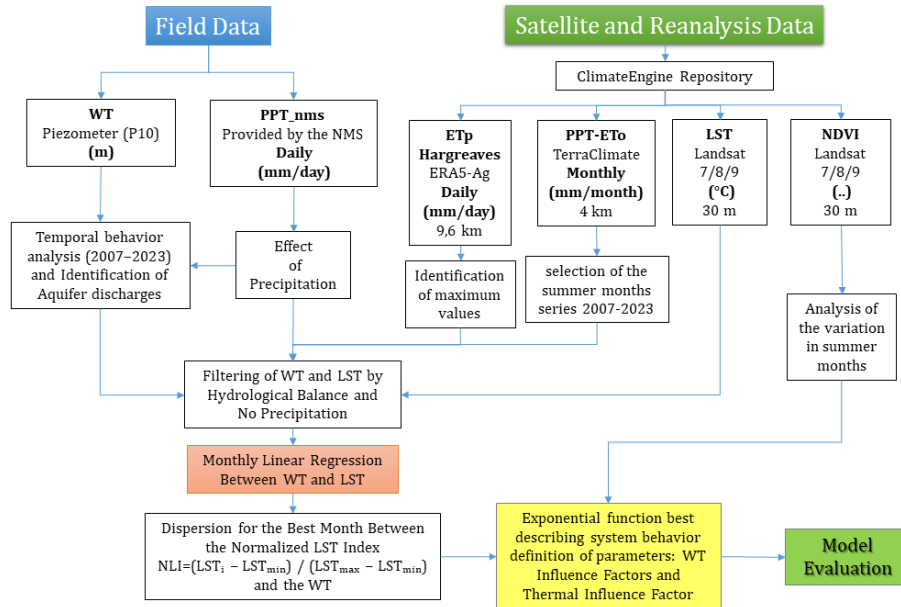 Field Data
Satellite and Reanalysis Data
ClimateEngine Repository
WT
Piezometer (P10)
(m)
PPT_nms
Provided by the NMS
Daily
(mm/day)
ETp
Hargreaves
ERA5-Ag
Daily
(mm/day)
9,6 km
PPT-ETo
TerraClimate
Monthly
(mm/month)
4 km
LST
Landsat
7/8/9
(°C)
30 m
NDVI
Landsat
7/8/9
(..)
30 m
Temporal behavior
analysis (2007–2023)
and Identification of
Aquifer discharges
Effect
of
Precipitation
Identification
of maximum
values
selection of the
summer months
series 2007-2023
Analysis of
the variation
in summer
months
Filtering of WT and LST by
Hydrological Balance and
No Precipitation
Monthly Linear Regression
Between WT and LST
Dispersion for the Best Month Between
the Normalized LST Index
NLI=(LSTi – LSTmin) / (LSTmax – LSTmin)
and the WT
Exponential function best
describing system behavior
definition of parameters: WT
Influence Factors and
Thermal Influence Factor
Model
Evaluation